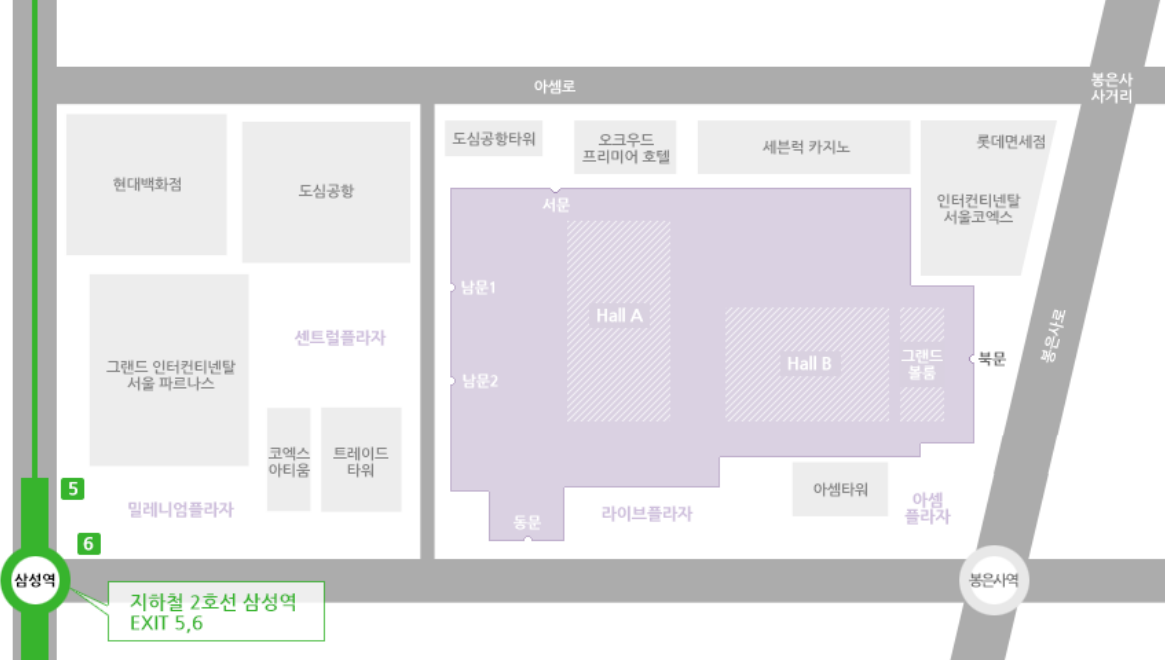 아셈로
봉은사
사거리
도심공항타워
오크우드
프리미어 호텔
세븐럭 카지노
롯데면세점
현대백화점
도심공항
인터컨티넨탈
서울코엑스
서문
남문1
Hall A
센트럴플라자
봉은사로
그랜드 인터컨티넨탈
서울 파르나스
남문2
Hall B
그랜드
볼룸
북문
코엑스
아티움
트레이드
타워
5
밀레니엄플라자
아셈타워
아셈
플라자
라이브플라자
동문
6
삼성역
봉은사역
지하철 2호선 삼성역
EXIT 5,6